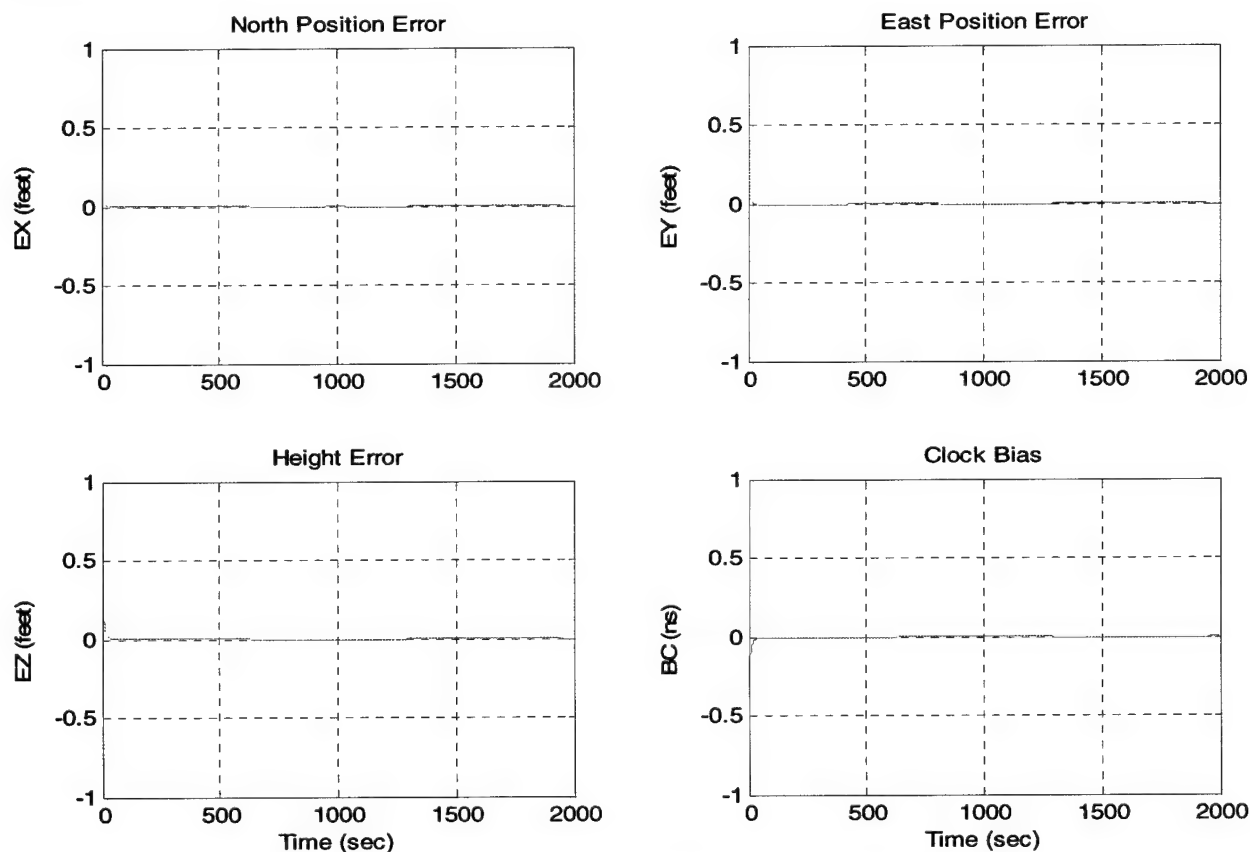 North Position Error
1
0.5
0
-0.5
-1
EX (feet)
0 500 1000 1500 2000
East Position Error
1
0.5
0
-0.5
-1
EY (feet)
0 500 1000 1500 2000
Height Error
1
0.5
0
-0.5
-1
EZ (feet)
0 500 1000 1500 2000
Time (sec)
Clock Bias
1
0.5
0
-0.5
-1
BC (ns)
0 500 1000 1500 2000
Time (sec)